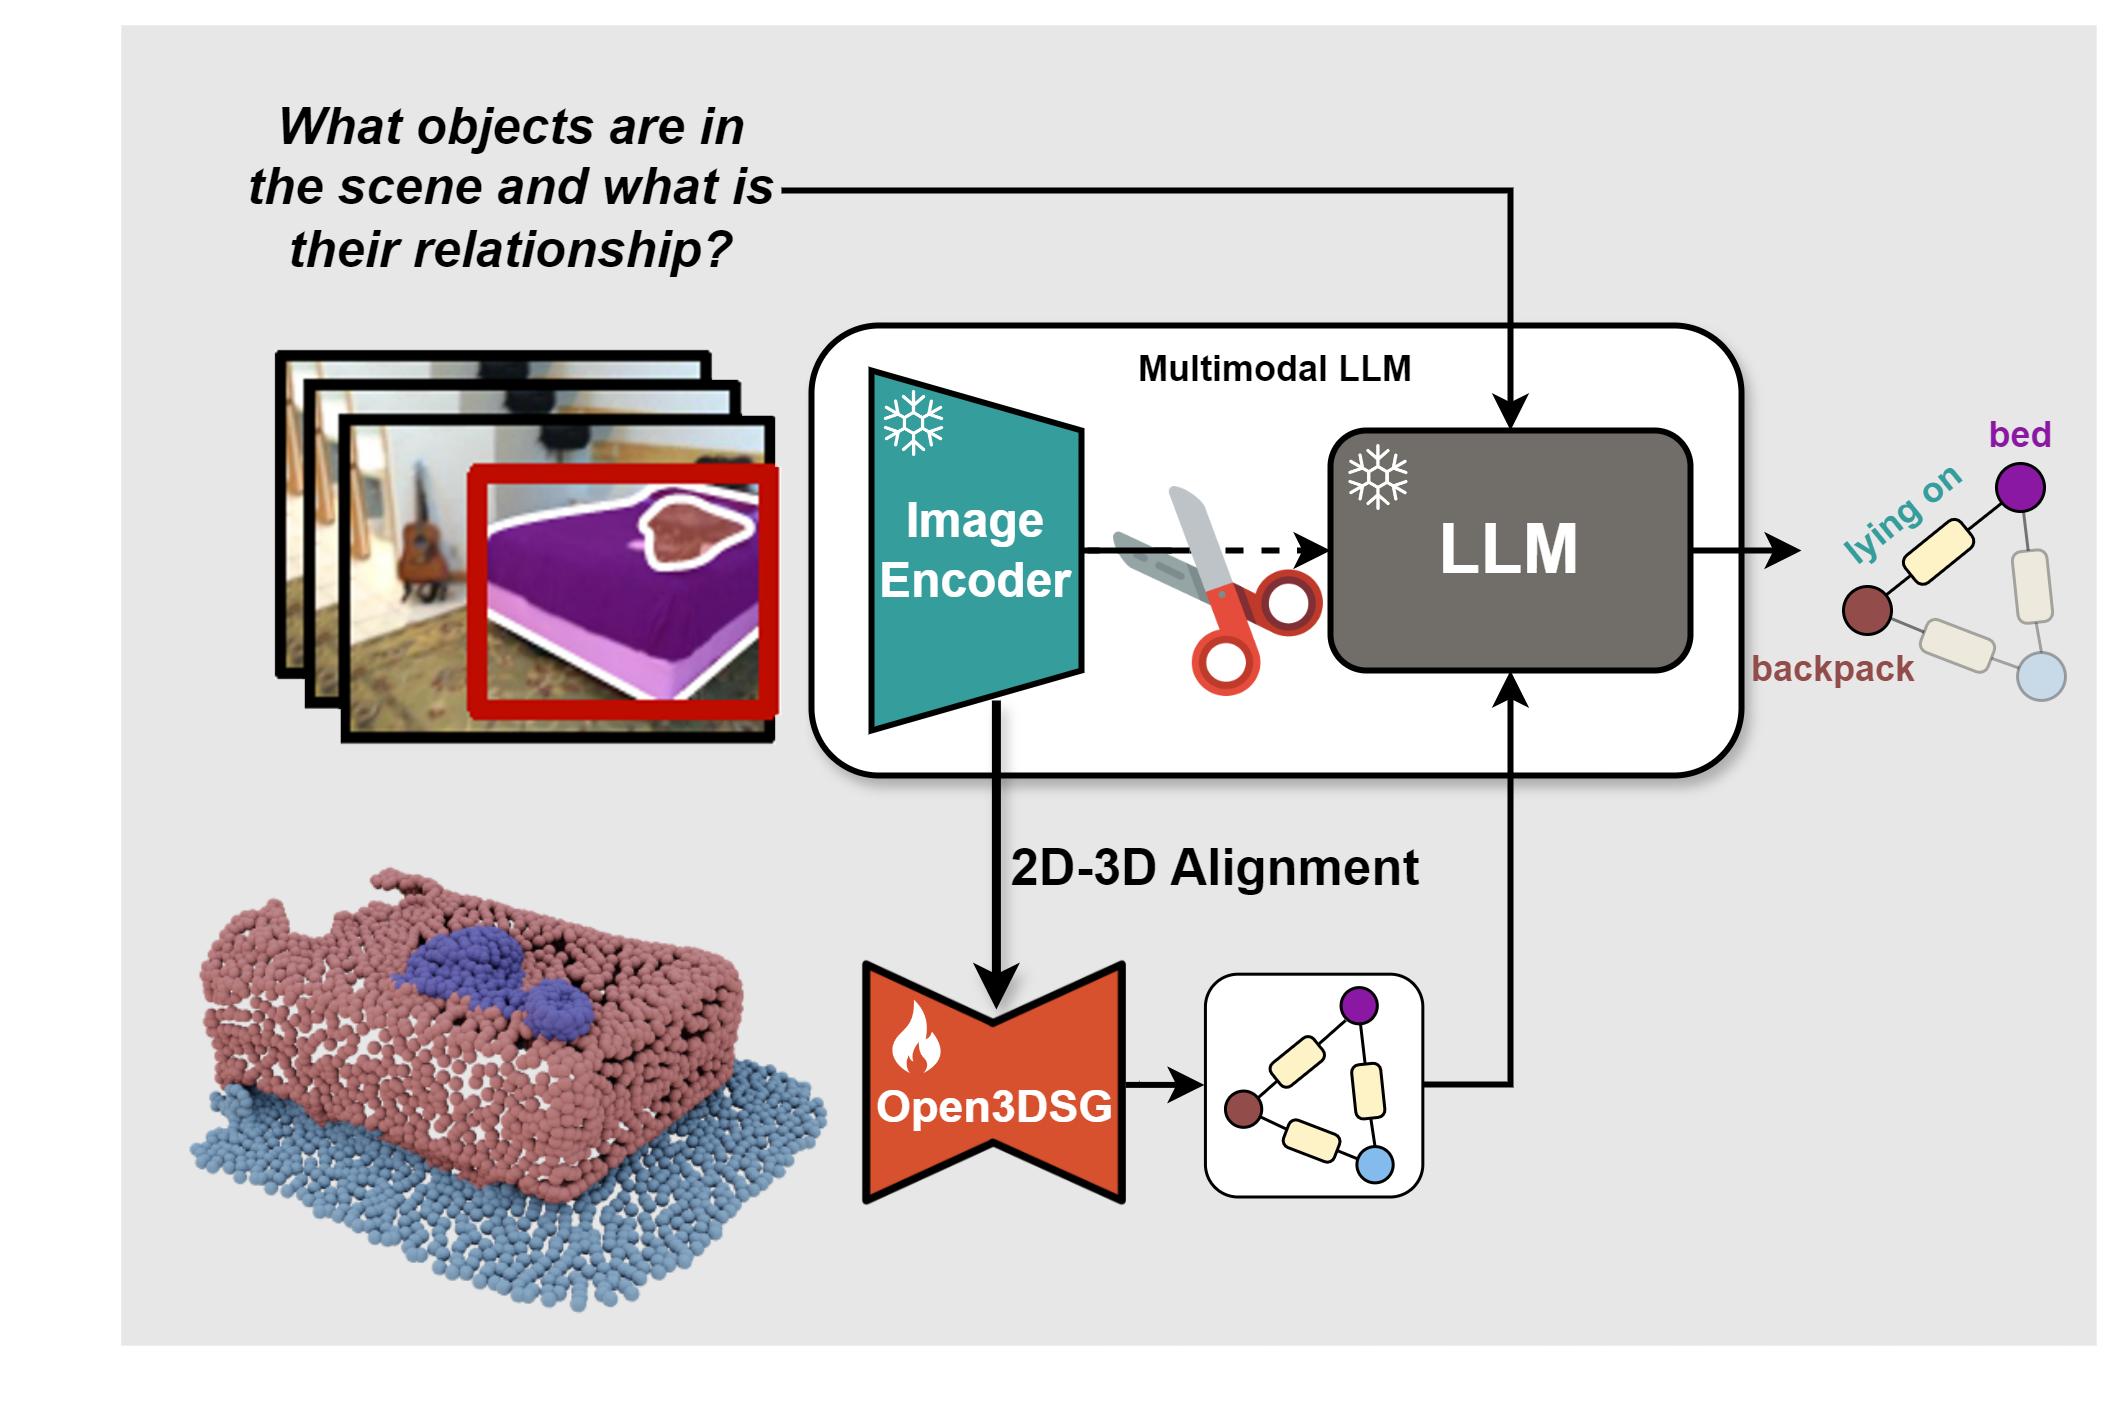 What objects are in
the scene and what is
their relationship?
Multimodal LLM
Image
Encoder
LLM
bed
lying on
backpack
2D-3D Alignment
Open3DSG